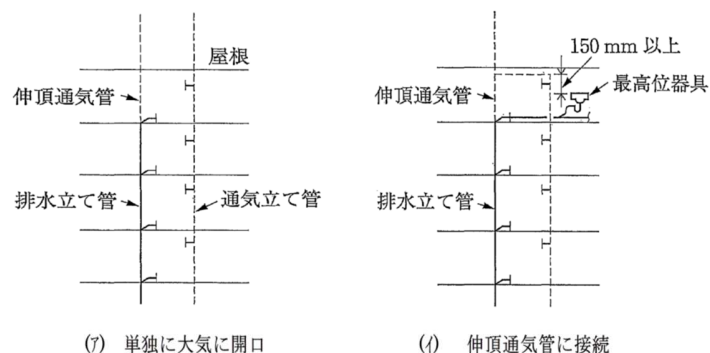 屋根
伸頂通気管
排水立て管
通気立て管
(ア) 単独に大気に開口
150 mm 以上
最高位器具
伸頂通気管
排水立て管
(イ) 伸頂通気管に接続